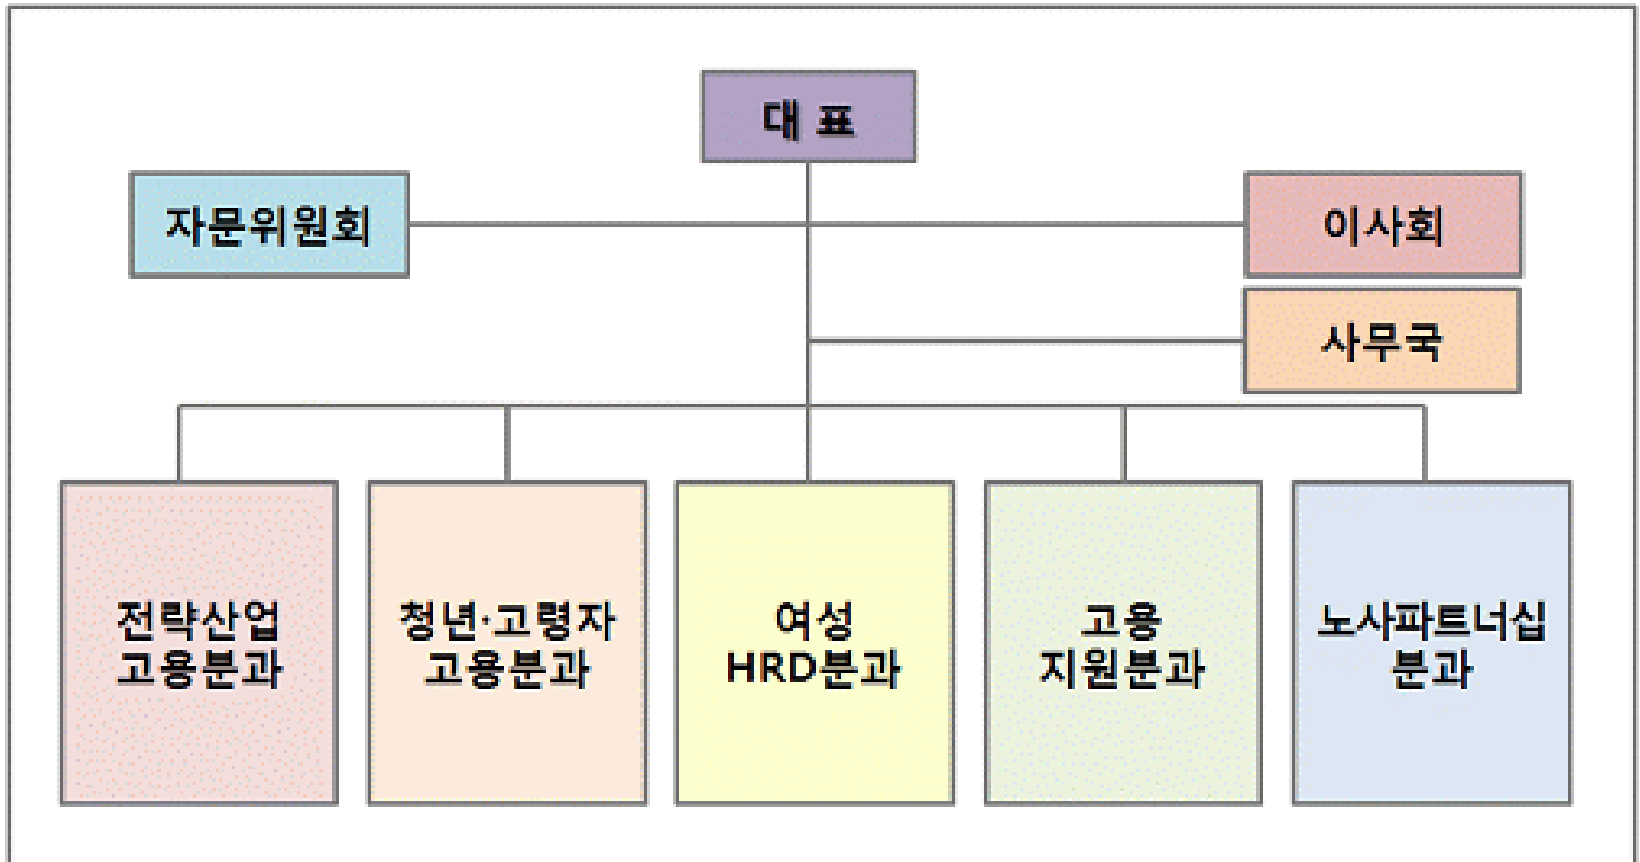 대 표
자문위원회
이사회
사무국
전략산업
고용분과
청년·고령자
고용분과
여성
HRD분과
고용
지원분과
노사파트너십
분과